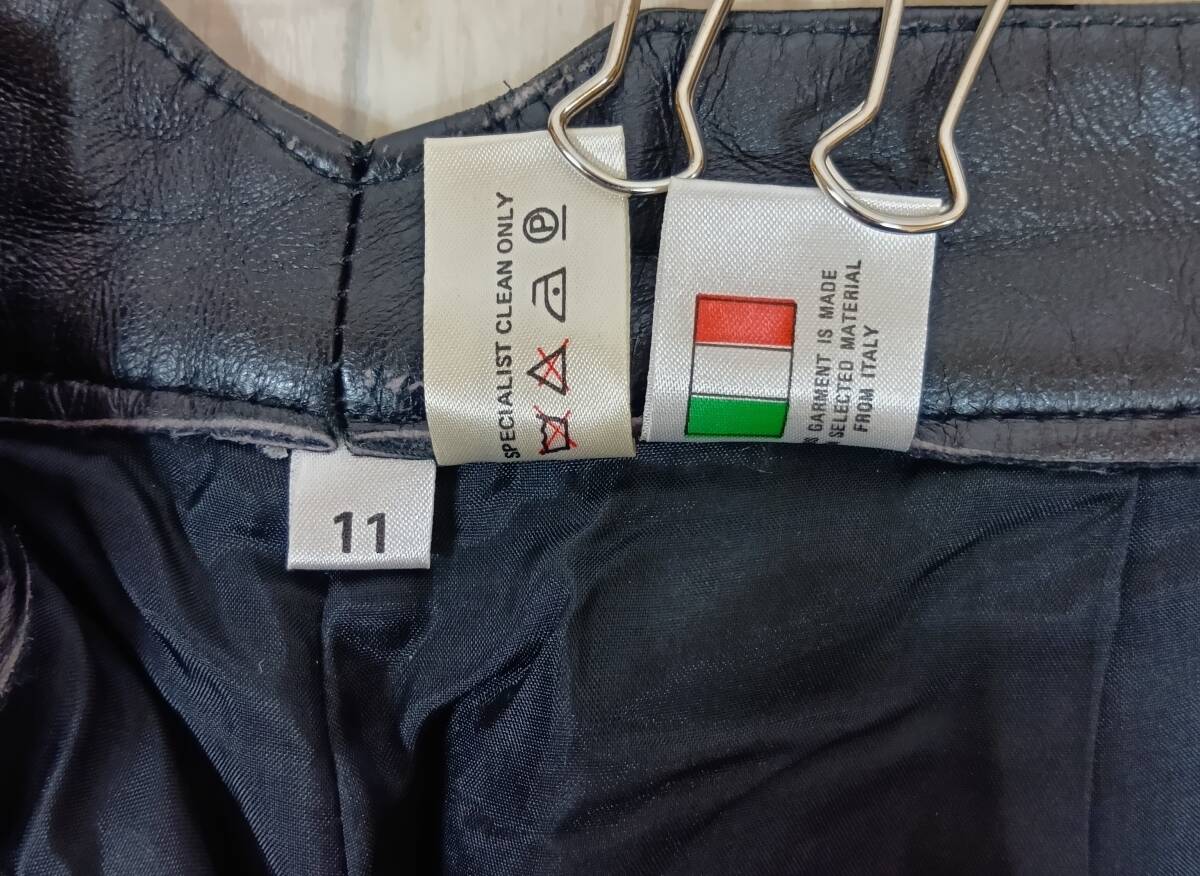 SPECIALIST CLEAN ONLY
P
GARMENT IS MADE
SELECTED MATERIAL
FROM ITALY
11